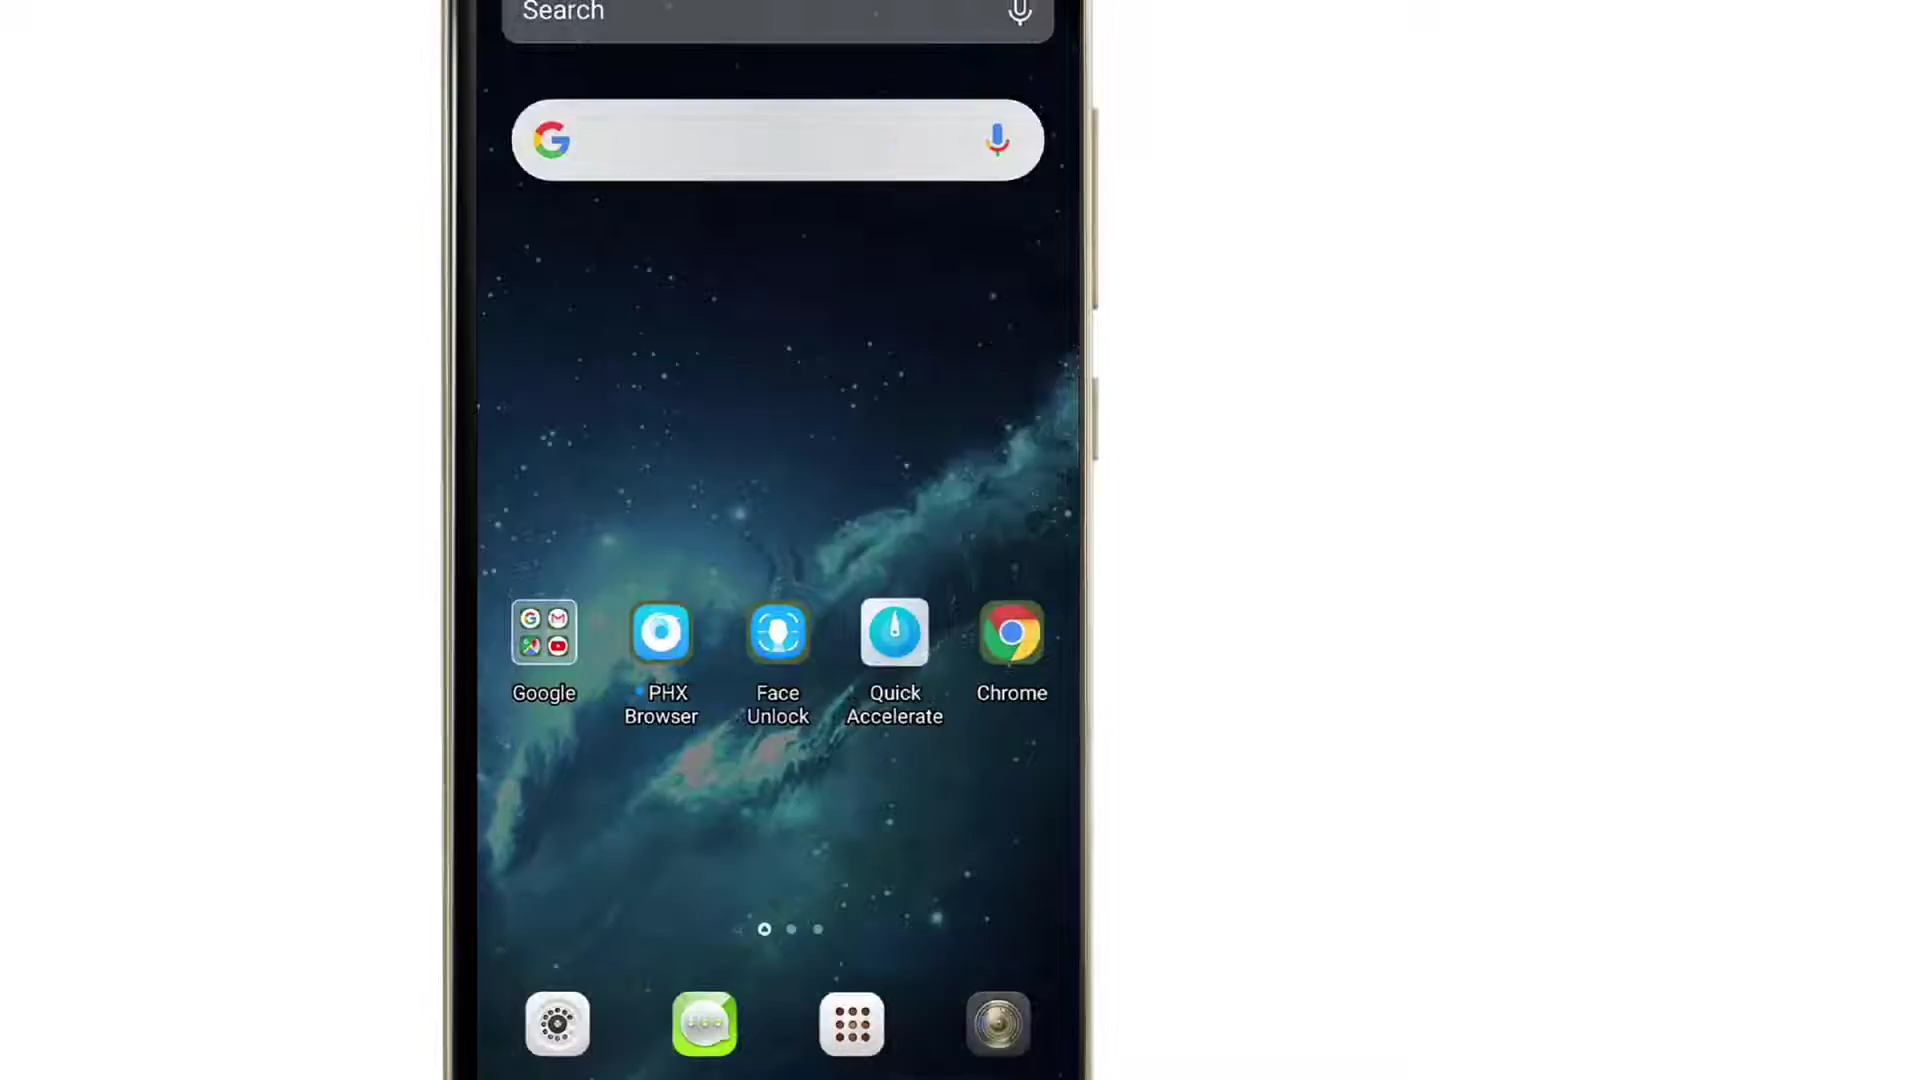 Search
Google
PHX
Browser
Face
Unlock
Quick
Accelerate
Chrome